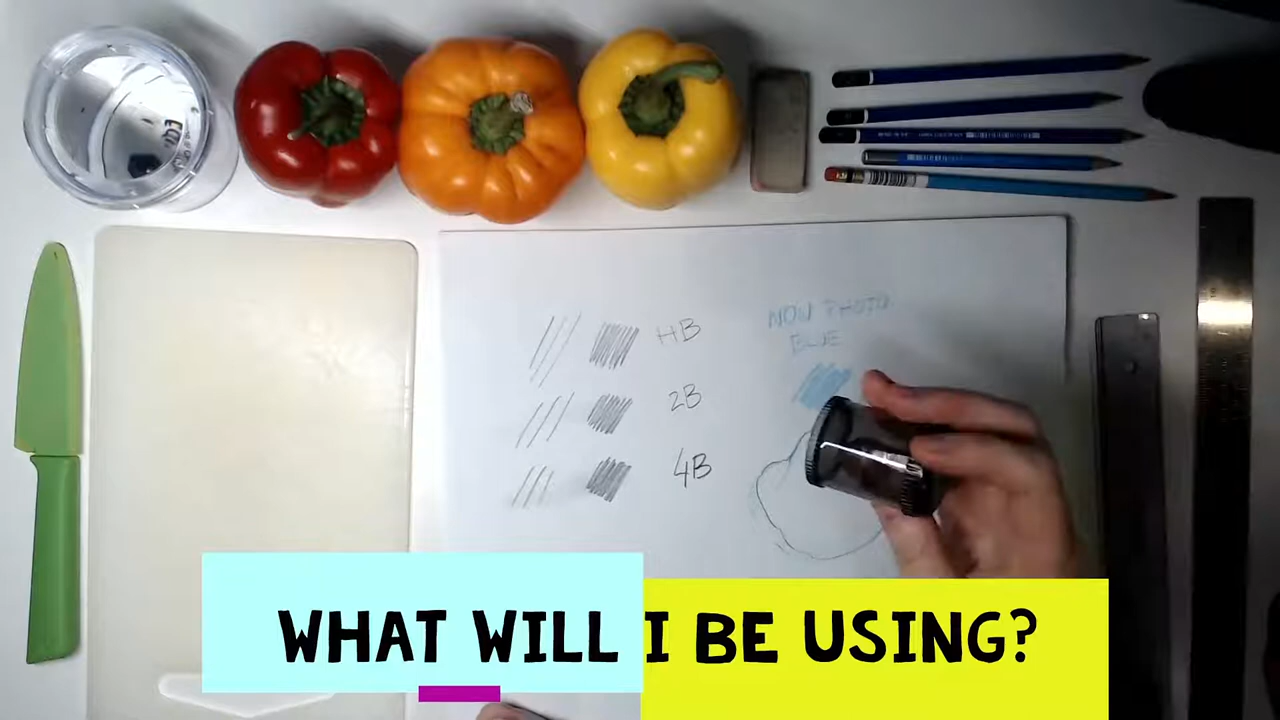 HB
NON PHOTO
BLUE
2B
4B
WHAT WILL I BE USING?